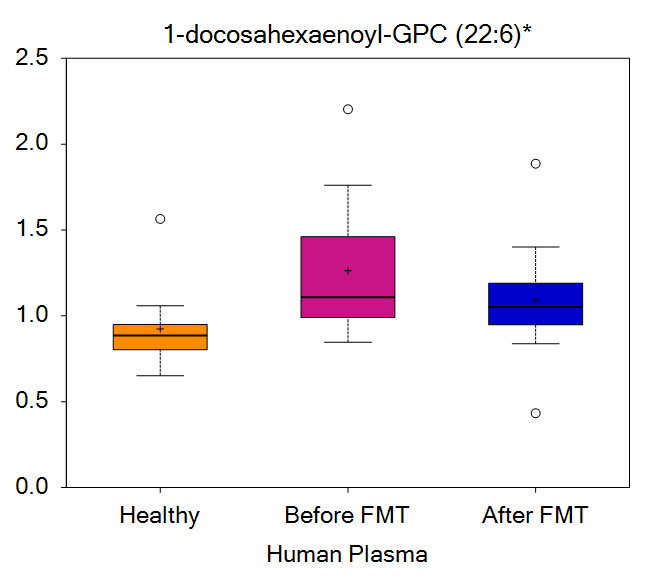 1-docosahexaenoyl-GPC (22:6)*
2.5
2.0
1.5
1.0
0.5
0.0
Healthy Before FMT After FMT
Human Plasma